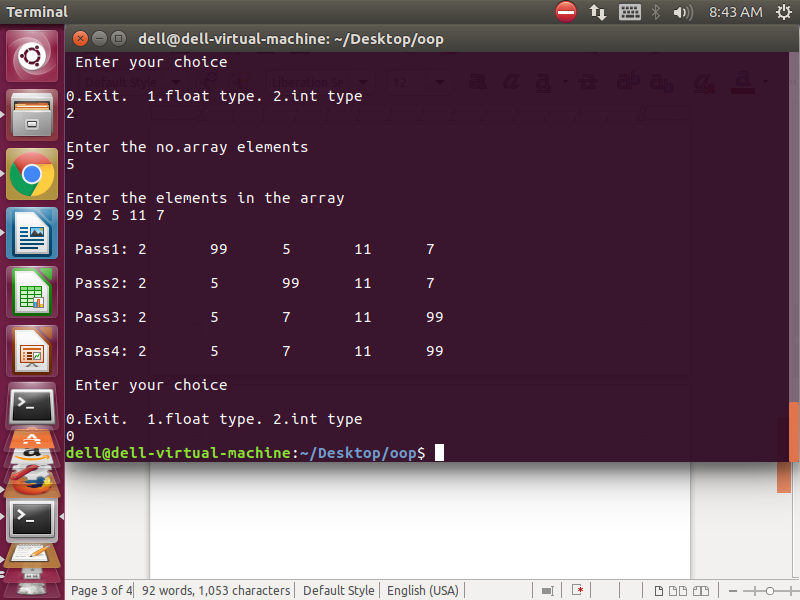 Terminal
8:43 AM
dell@dell-virtual-machine: ~/Desktop/oop
Enter your choice
0.Exit. 1.float type. 2.int type
2
Enter the no.array elements
5
Enter the elements in the array
99 2 5 11 7
Pass1: 2 99 5 11 7
Pass2: 2 5 99 11 7
Pass3: 2 5 7 11 99
Pass4: 2 5 7 11 99
Enter your choice
0.Exit. 1.float type. 2.int type
0
dell@dell-virtual-machine:~/Desktop/oop$
Page 3 of 4 92 words, 1,053 characters Default Style English (USA)